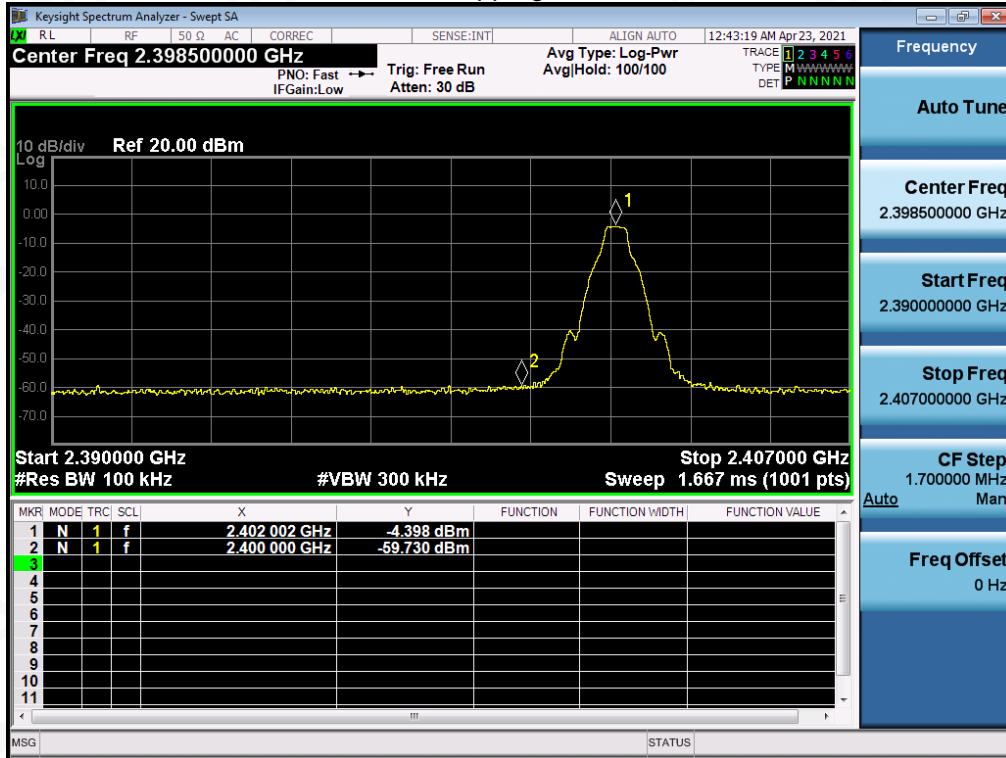 Keysight Spectrum Analyzer - Swept SA
LXI RL RF 50 Ω AC CORREC SENSE:INT ALIGN AUTO 12:43:19 AM Apr 23, 2021
Center Freq 2.398500000 GHz
PNO: Fast
IFGain:Low
Trig: Free Run
Atten: 30 dB
Avg Type: Log-Pwr
Avg|Hold: 100/100
TRACE 1 2 3 4 5 6
TYPE M WWWWW
DET P N N N N N
10 dB/div Ref 20.00 dBm
Log
10.0
0.00
-10.0
-20.0
-30.0
-40.0
-50.0
-60.0
-70.0
1
2
Start 2.390000 GHz Stop 2.407000 GHz
#Res BW 100 kHz #VBW 300 kHz Sweep 1.667 ms (1001 pts)
MKR MODE TRC SCL X Y FUNCTION FUNCTION WIDTH FUNCTION VALUE
1 N 1 f 2.402 002 GHz -4.398 dBm
2 N 1 f 2.400 000 GHz -59.730 dBm
3
4
5
6
7
8
9
10
11
MSG STATUS
Frequency
Auto Tune
Center Freq
2.398500000 GHz
Start Freq
2.390000000 GHz
Stop Freq
2.407000000 GHz
CF Step
1.700000 MHz
Auto Man
Freq Offset
0 Hz